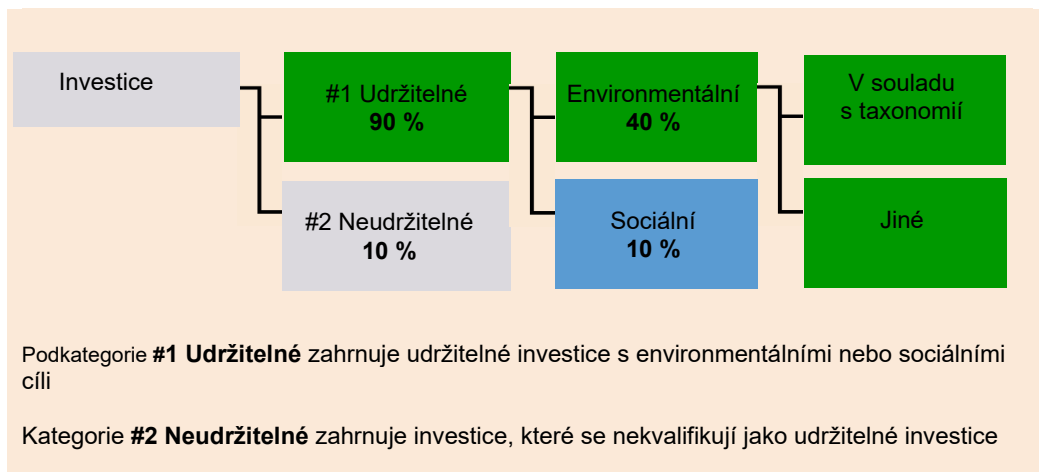 Investice
#1 Udržitelné
90 %
Environmentální
40 %
V souladu
s taxonomií
#2 Neudržitelné
10 %
Sociální
10 %
Jiné
Podkategorie #1 Udržitelné zahrnuje udržitelné investice s environmentálními nebo sociálními
cíli
Kategorie #2 Neudržitelné zahrnuje investice, které se nekvalifikují jako udržitelné investice